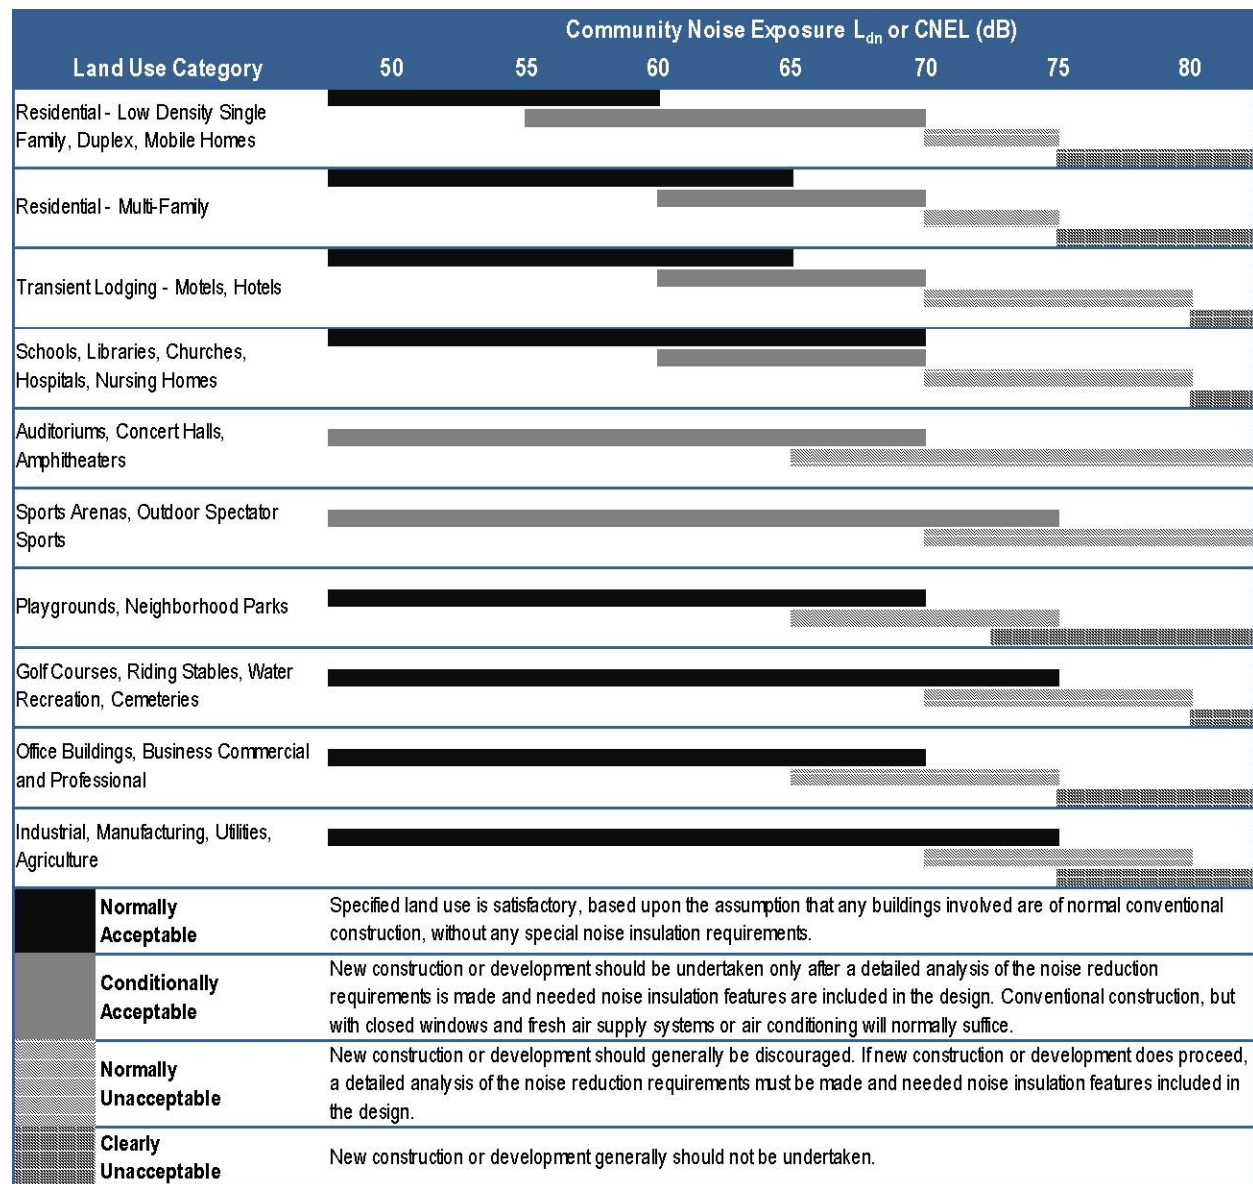 Community Noise Exposure Ldn or CNEL (dB)
Land Use Category 50 55 60 65 70 75 80
Residential - Low Density Single
Family, Duplex, Mobile Homes
Residential - Multi-Family
Transient Lodging - Motels, Hotels
Schools, Libraries, Churches,
Hospitals, Nursing Homes
Auditoriums, Concert Halls,
Amphitheaters
Sports Arenas, Outdoor Spectator
Sports
Playgrounds, Neighborhood Parks
Golf Courses, Riding Stables, Water
Recreation, Cemeteries
Office Buildings, Business Commercial
and Professional
Industrial, Manufacturing, Utilities,
Agriculture
Normally
Acceptable
Specified land use is satisfactory, based upon the assumption that any buildings involved are of normal conventional
construction, without any special noise insulation requirements.
Conditionally
Acceptable
New construction or development should be undertaken only after a detailed analysis of the noise reduction
requirements is made and needed noise insulation features are included in the design. Conventional construction, but
with closed windows and fresh air supply systems or air conditioning will normally suffice.
Normally
Unacceptable
New construction or development should generally be discouraged. If new construction or development does proceed,
a detailed analysis of the noise reduction requirements must be made and needed noise insulation features included in
the design.
Clearly
Unacceptable
New construction or development generally should not be undertaken.